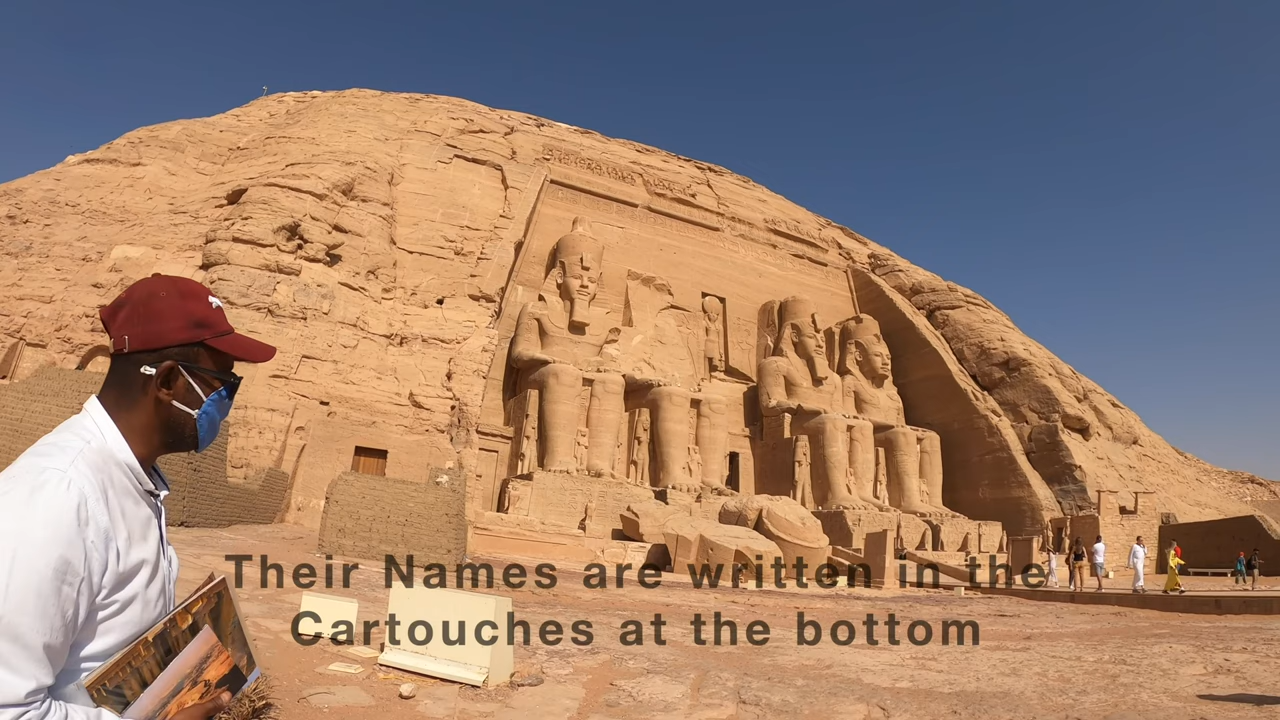 Their Names are written in the
Cartouches at the bottom